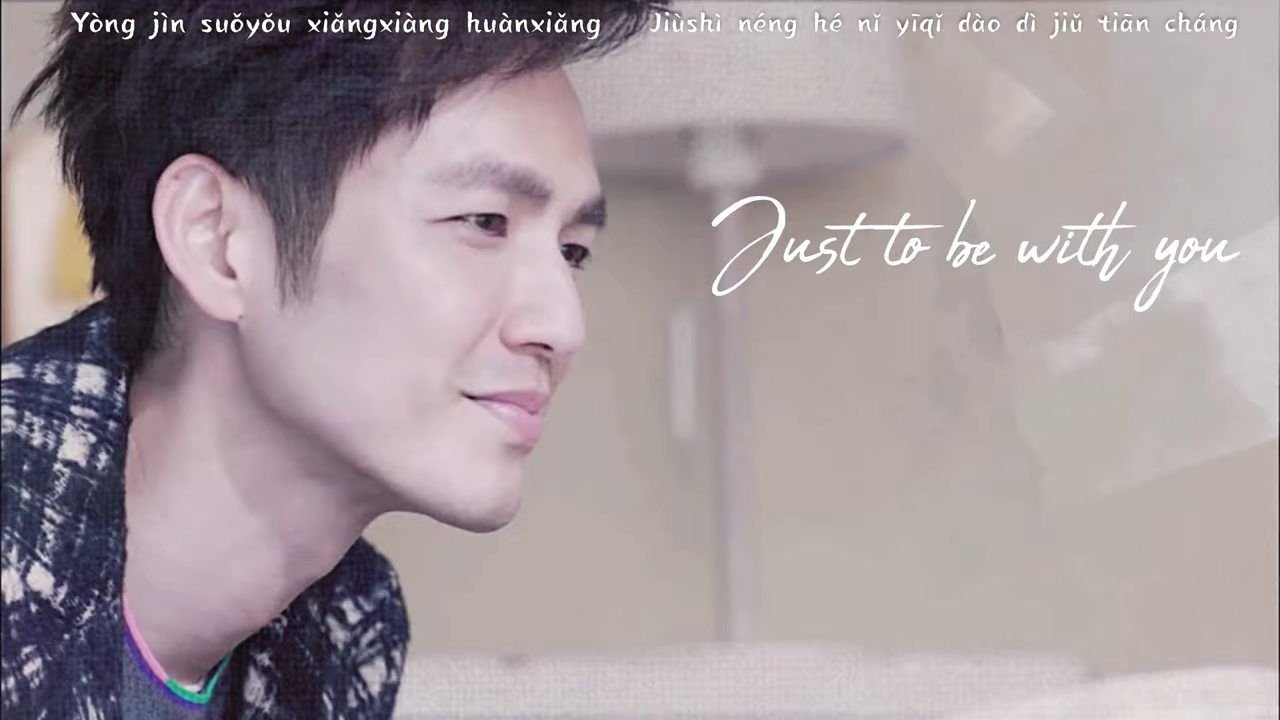 Yòng jìn suǒyǒu xiǎngxiàng huànxiǎng Jiùshì néng hé nǐ yīqǐ dào dì jiǔ tiān cháng
Just to be with you